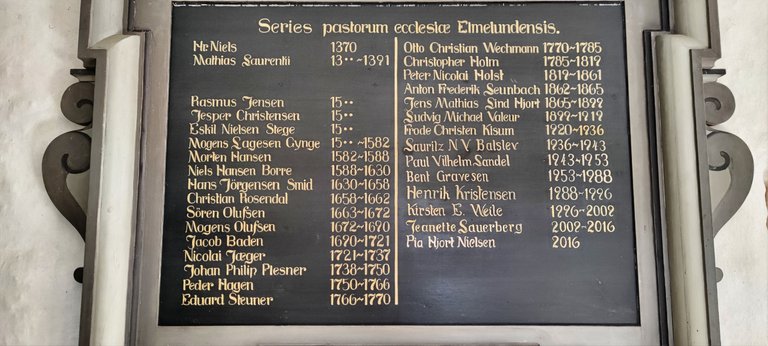 Series pastorum ecclesiæ Elmelundensis.
Hr. Niels 1370
Mathias Laurentii 13•• ~1391
Rasmus Jensen 15••
Jesper Christensen 15••
Eskil Nielsen Stege 15••
Mogens Lagesen Gynge 15•• ~1582
Morten Hansen 1582~1588
Niels Hansen Borre 1588~1630
Hans Jörgensen Smid 1630~1658
Christian Rosendal 1658~1662
Sören Olufsen 1663~1672
Mogens Olufsen 1672~1690
Jacob Baden 1690~1721
Nicolai Jæger 1721~1737
Johan Philip Plesner 1738~1750
Peder Hagen 1750~1766
Eduard Steuner 1766~1770
Otto Christian Wechmann 1770~1785
Christopher Holm 1785~1819
Peter Nicolai Holst 1819~1861
Anton Frederik Leunbach 1862~1865
Jens Mathias Lind Hjort 1865~1899
Ludvig Michael Valeur 1899~1919
Frode Christen Kisum 1920~1936
Lauritz N V Balslev 1936~1943
Paul Vilhelm Sandel 1943~1953
Bent Gravesen 1953~1988
Henrik Kristensen 1988~1996
Kirsten E. Weile 1996~2009
Jeanette Lauerberg 2009~2016
Pia Hjort Nielsen 2016